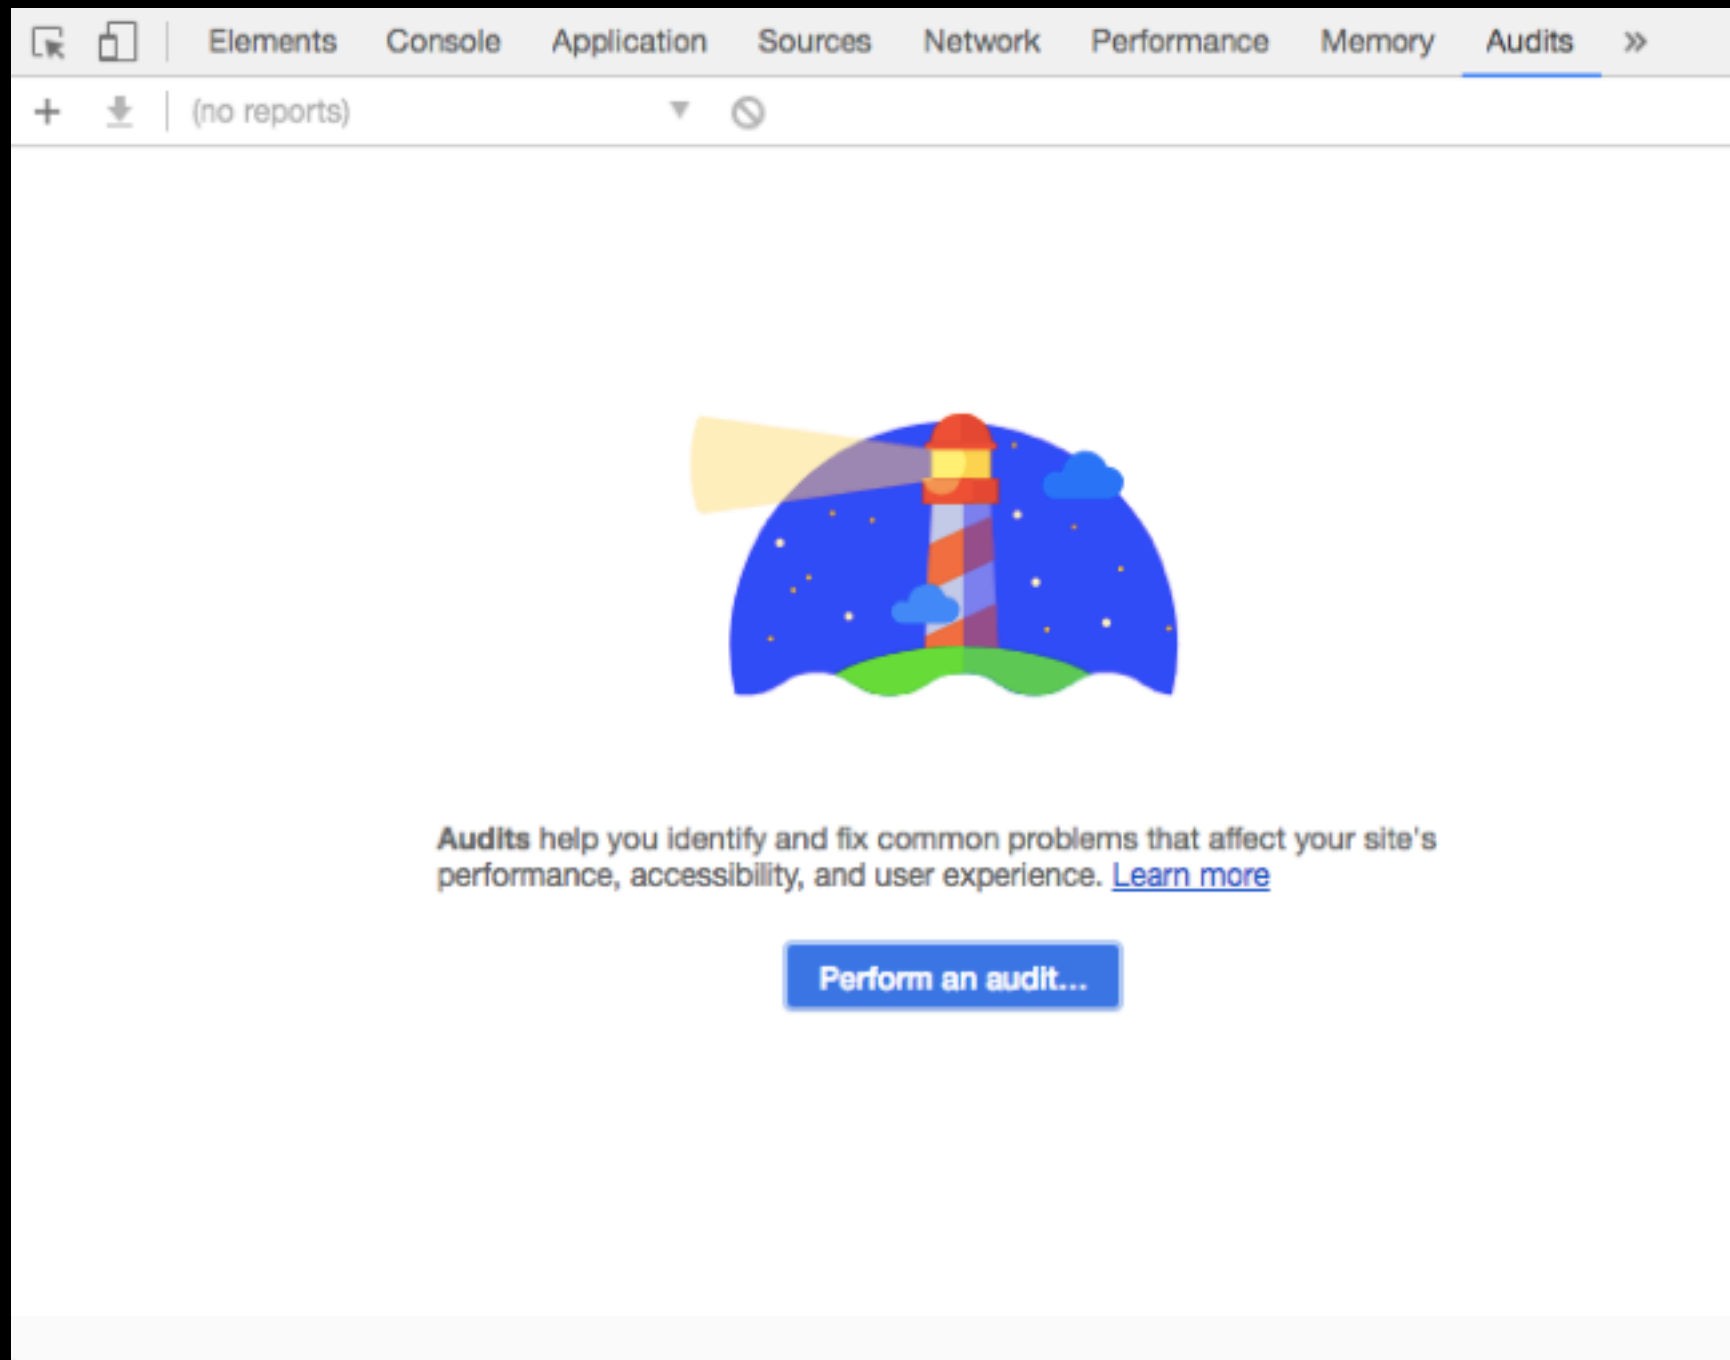 Elements Console Application Sources Network Performance Memory Audits »
(no reports)
Audits help you identify and fix common problems that affect your site's
performance, accessibility, and user experience. Learn more
Perform an audit...